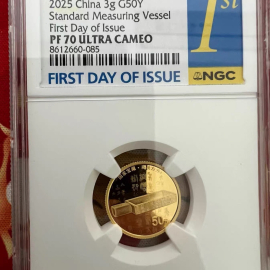 2025 China 3g G50Y
Standard Measuring Vessel
First Day of Issue
PF 70 ULTRA CAMEO
8612660-085
1st
FIRST DAY OF ISSUE
NGC
50